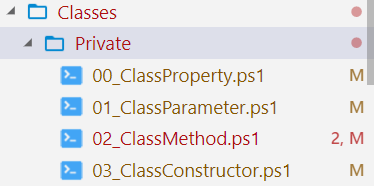 Classes
Private
00_ClassProperty.ps1 M
01_ClassParameter.ps1 M
02_ClassMethod.ps1 2, M
03_ClassConstructor.ps1 M